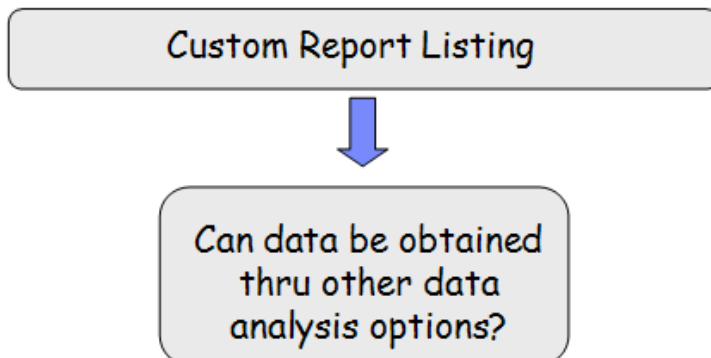 Custom Report Listing
Can data be obtained
thru other data
analysis options?